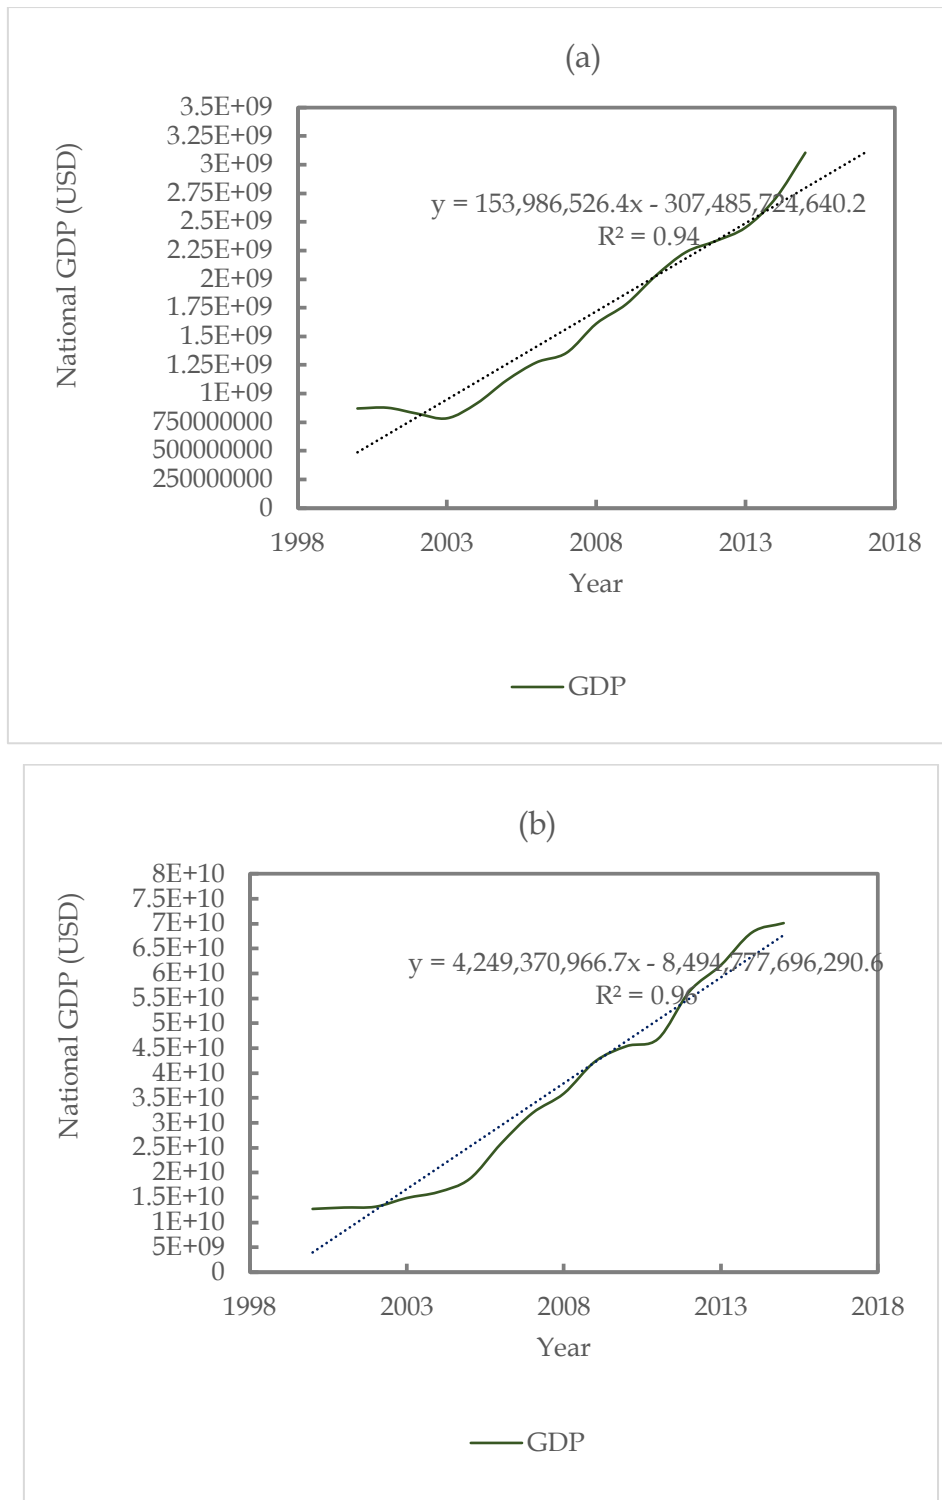 (a)
National GDP (USD)
3.5E+09
3.25E+09
3E+09
2.75E+09
2.5E+09
2.25E+09
2E+09
1.75E+09
1.5E+09
1.25E+09
1E+09
750000000
500000000
250000000
0
y = 153,986,526.4x - 307,485,724,640.2
R² = 0.94
1998 2003 2008 2013 2018
Year
GDP
(b)
National GDP (USD)
8E+10
7.5E+10
7E+10
6.5E+10
6E+10
5.5E+10
5E+10
4.5E+10
4E+10
3.5E+10
3E+10
2.5E+10
2E+10
1.5E+10
1E+10
5E+09
0
y = 4,249,370,966.7x - 8,494,777,696,290.6
R² = 0.96
1998 2003 2008 2013 2018
Year
GDP